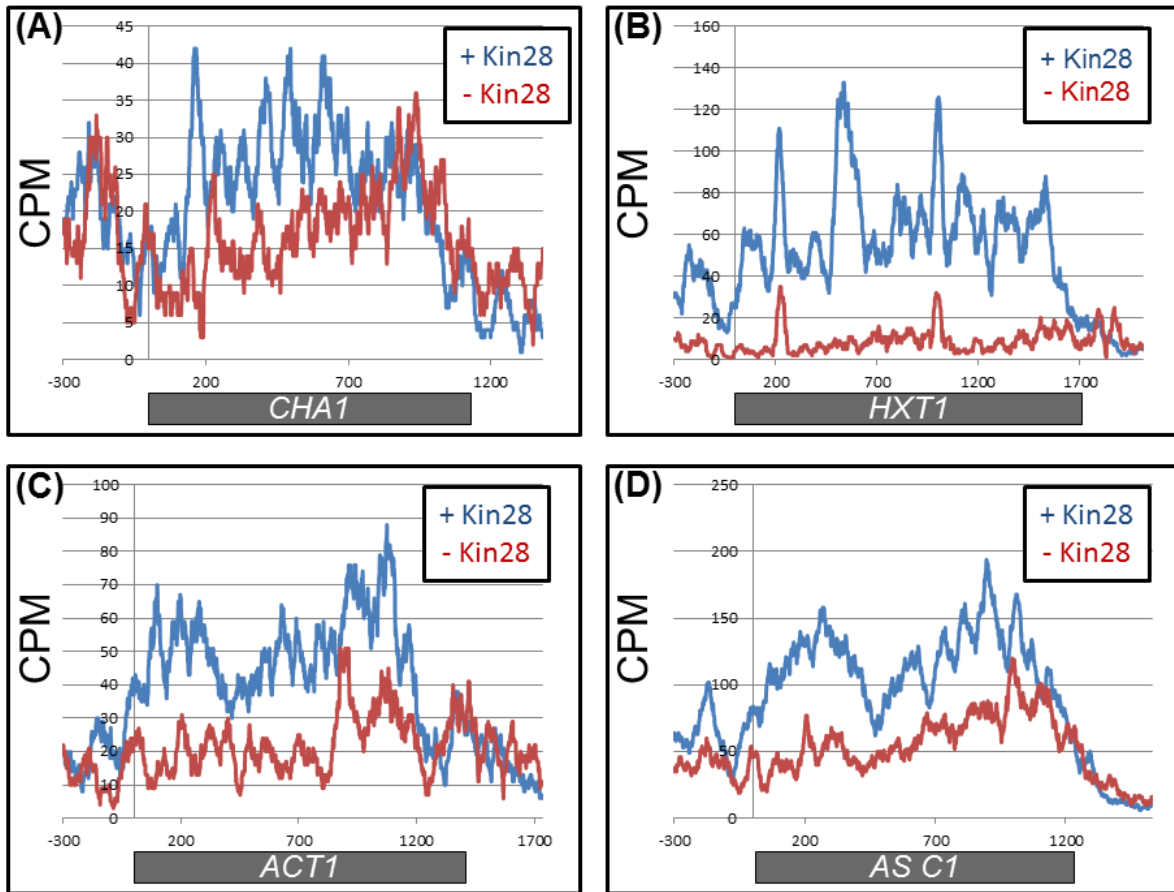 (A)
45
40
35
30
25
20
15
10
5
0
CPM
+ Kin28
- Kin28
-300 200 700 1200
CHA1
(B)
160
140
120
100
80
60
40
20
0
CPM
+ Kin28
- Kin28
-300 200 700 1200 1700
HXT1
(C)
100
90
80
70
60
50
40
30
20
10
0
CPM
+ Kin28
- Kin28
-300 200 700 1200 1700
ACT1
(D)
250
200
150
100
50
0
CPM
+ Kin28
- Kin28
-300 200 700 1200
AS C1